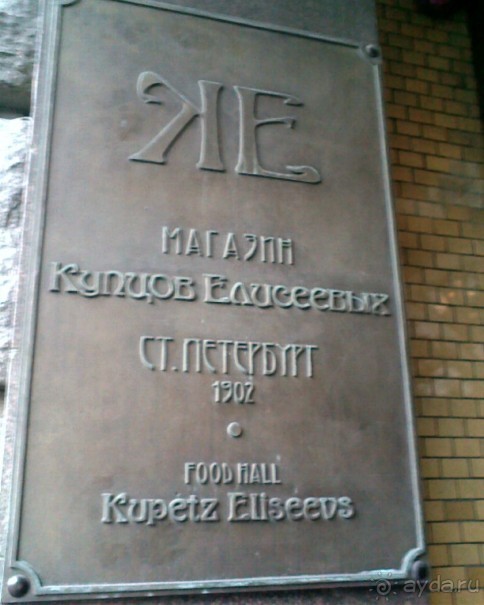 КЕ
МАГАЗИН
Купцов Елисеевых
СТ. ПЕТЕРБУРГ
1902
FOOD HALL
Kupetz Eliseevs
ayda.ru